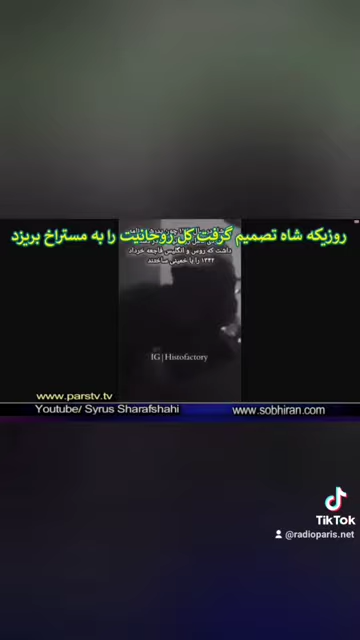 روزیکه شاه تصمیم گرفت کل روحانیت را به مستراخ بریزد
داشت که روس و انگلیس فاجعه خرداد
۱۳۴۲ را با خمینی ساختند
IG | Histofactory
www.parstv.tv
Youtube/ Syrus Sharafshahi
www.sobhiran.com
TikTok
@radioparis.net